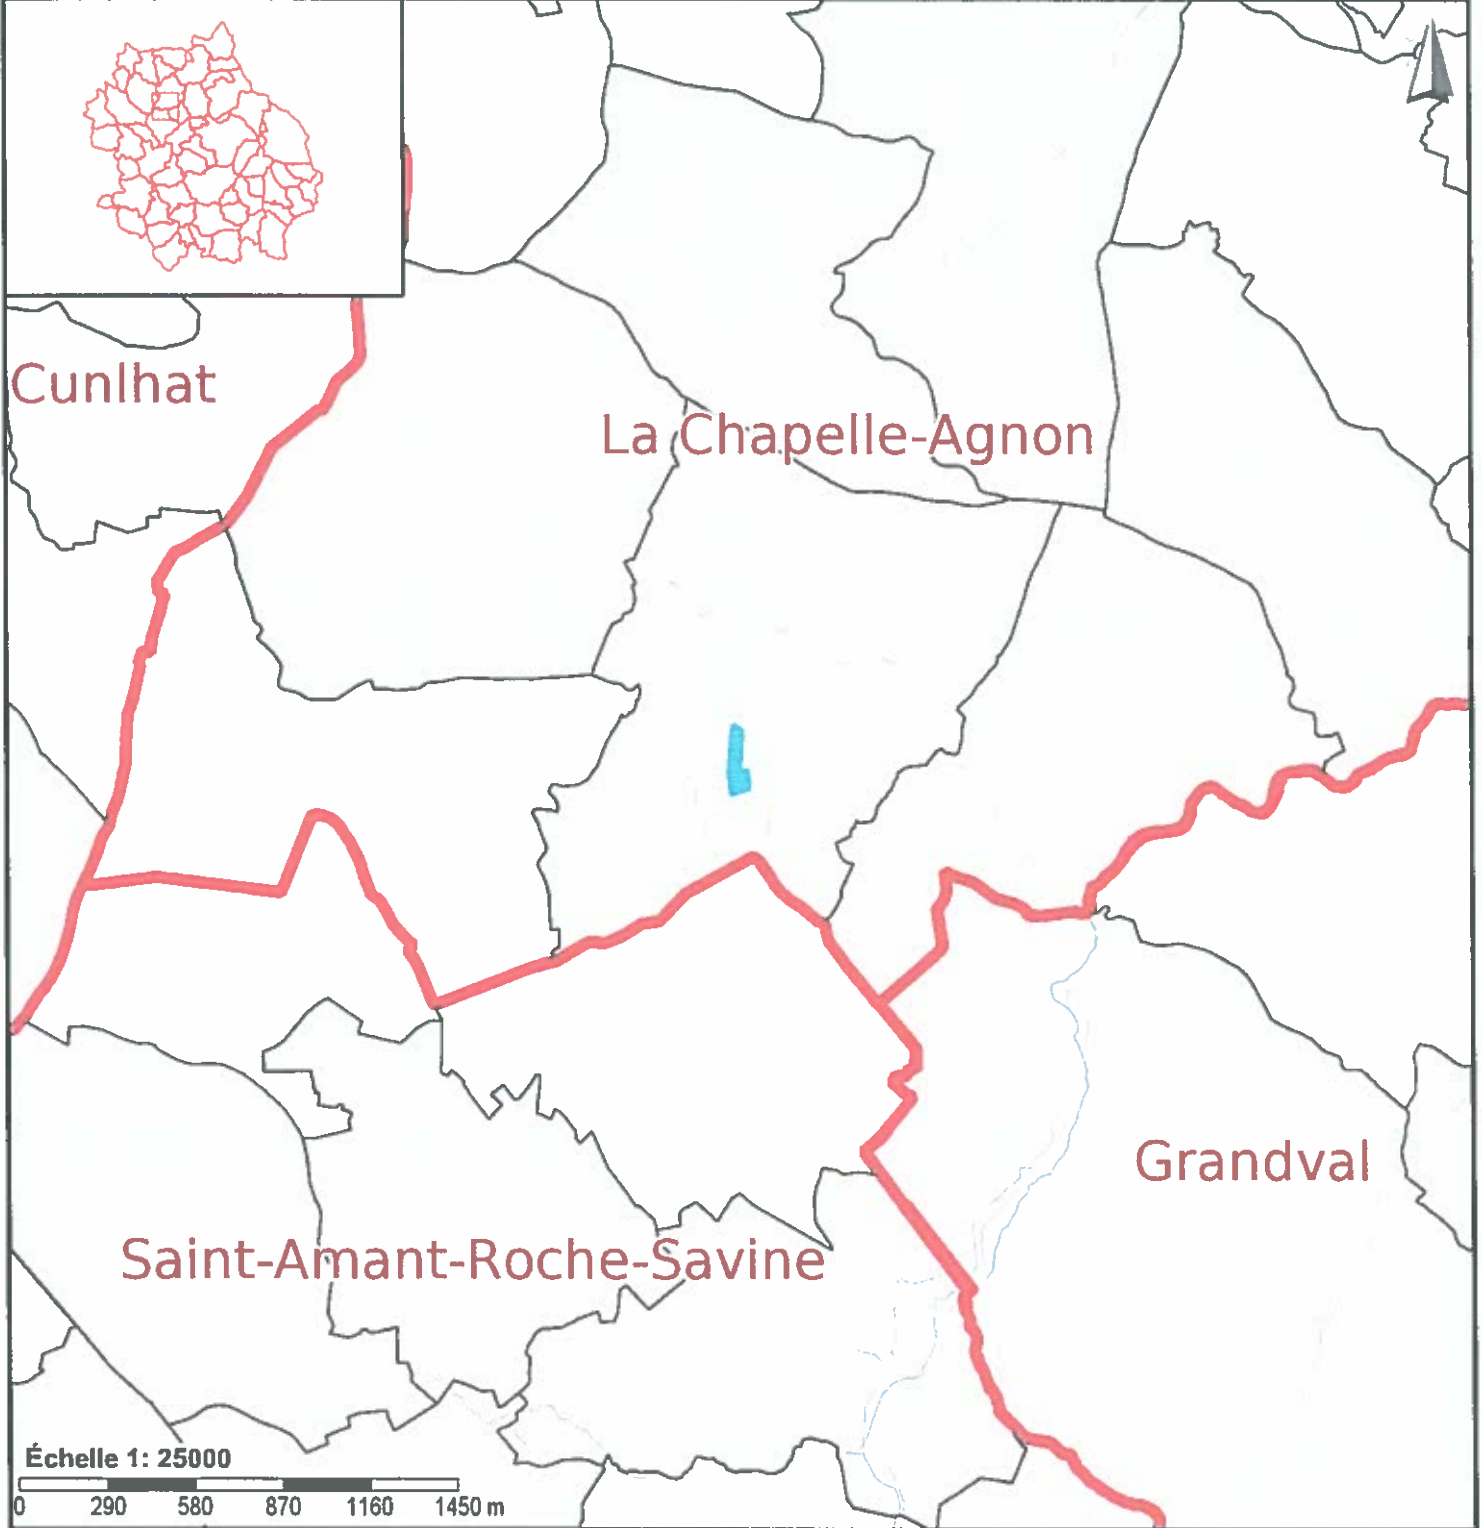 Cunlhat
La Chapelle-Agnon
Grandval
Saint-Amant-Roche-Savine
Échelle 1: 25000
0 290 580 870 1160 1450 m